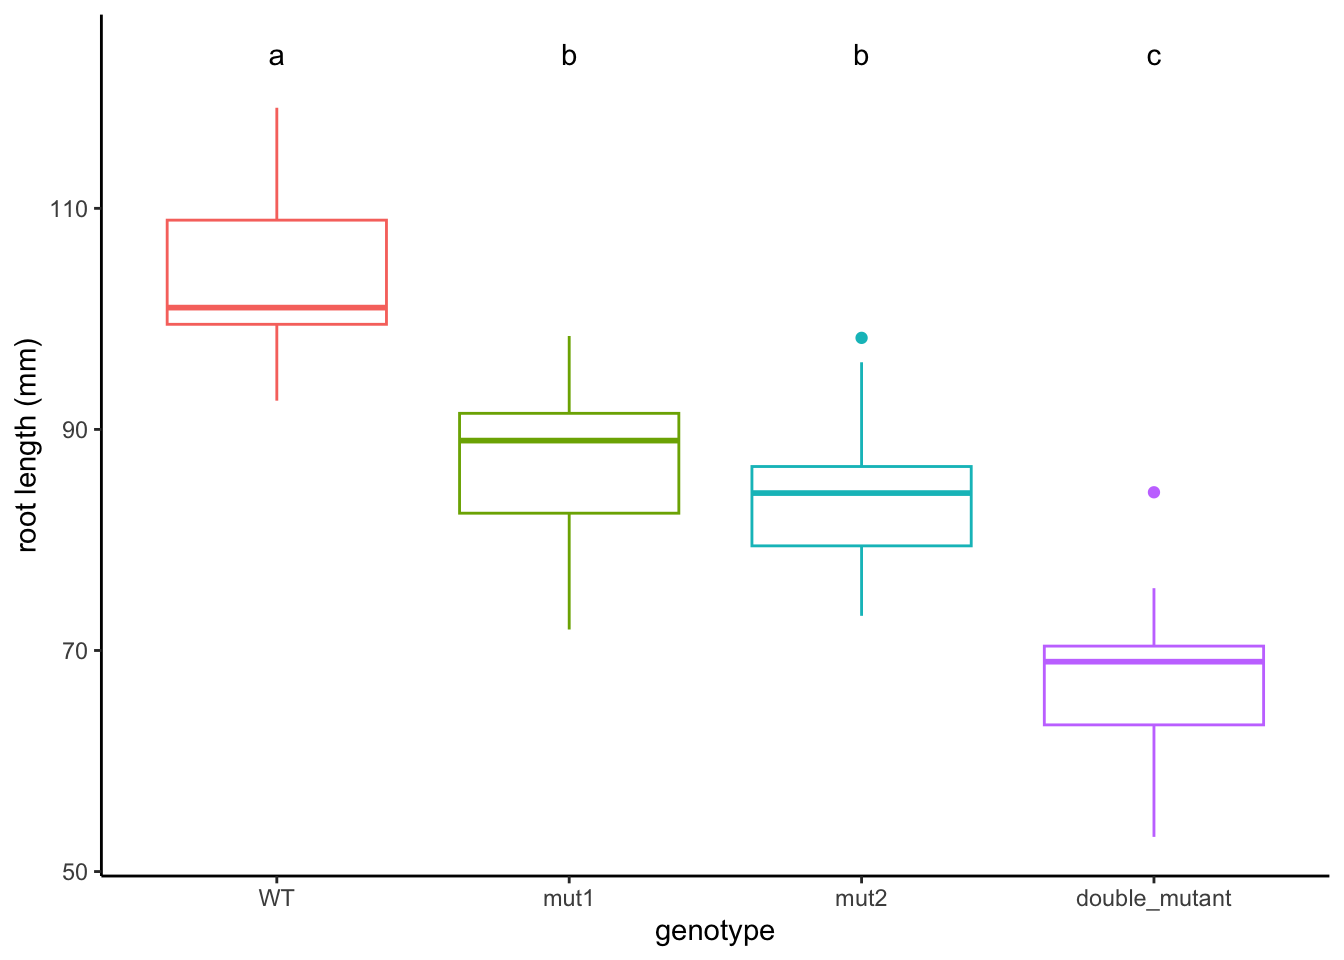 a b b c
110
90
70
50
root length (mm)
WT mut1 mut2 double_mutant
genotype